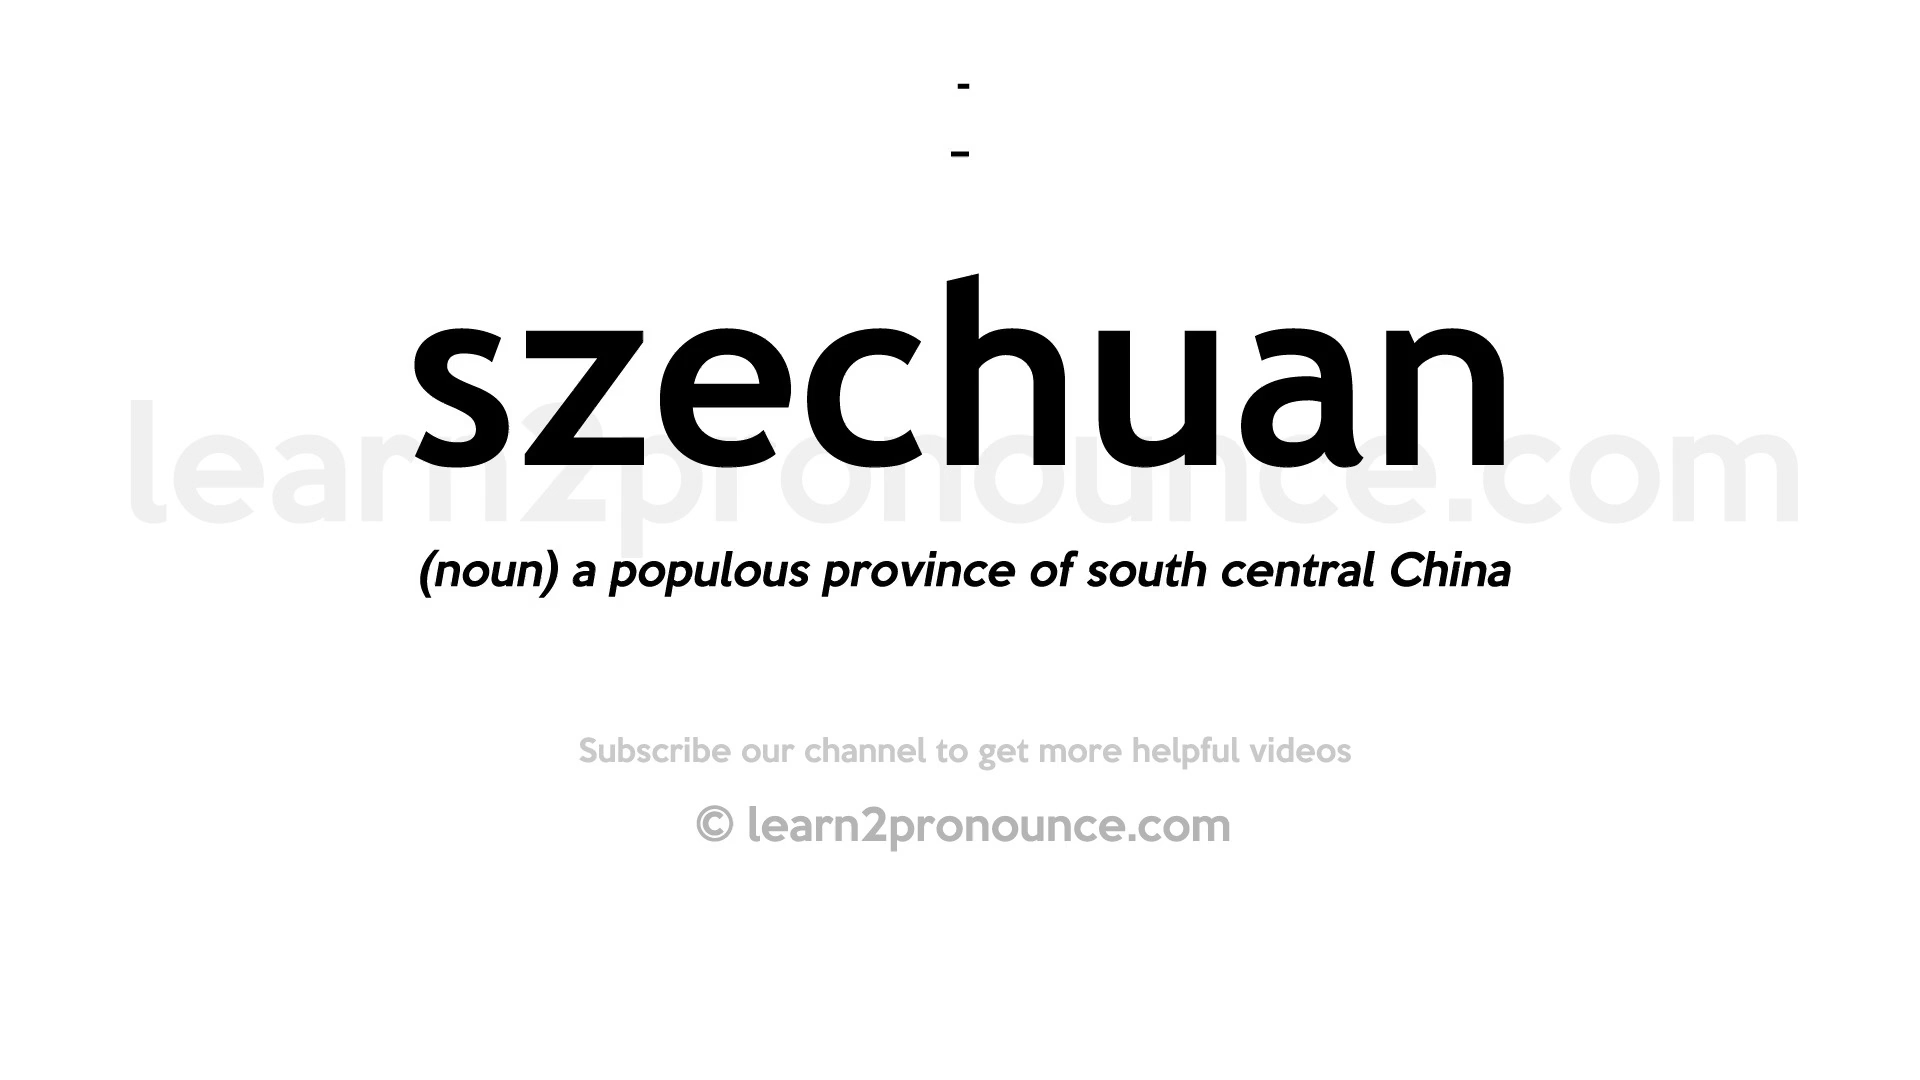 -
–
szechuan
learn2pronounce.com
(noun) a populous province of south central China
Subscribe our channel to get more helpful videos
© learn2pronounce.com